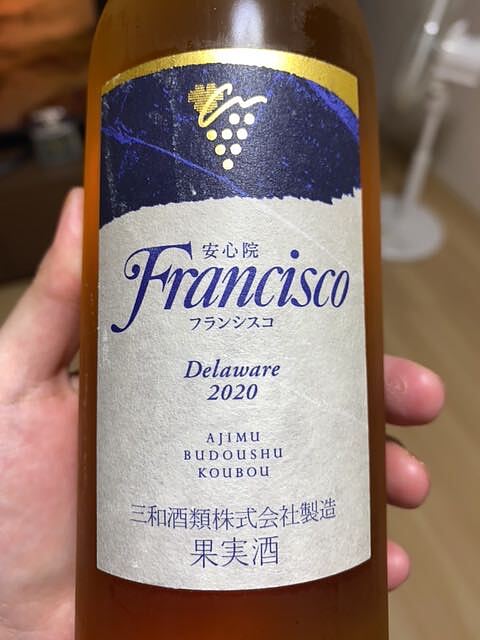 安心院
Francisco
フランシスコ
Delaware
2020
AJIMU
BUDOUSHU
KOUBOU
三和酒類株式会社製造
果実酒